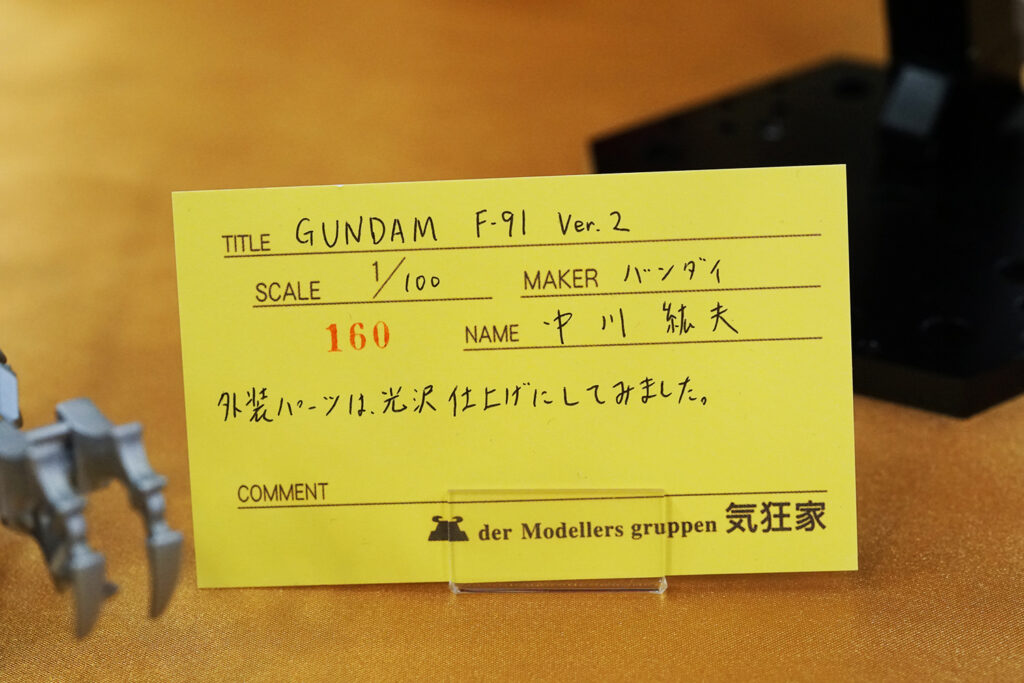 TITLE GUNDAM F-91 Ver. 2
SCALE 1/100 MAKER バンダイ
160 NAME 中川 紘夫
外装パーツは、光沢仕上げにしてみました。
COMMENT
der Modellers gruppen 気狂家